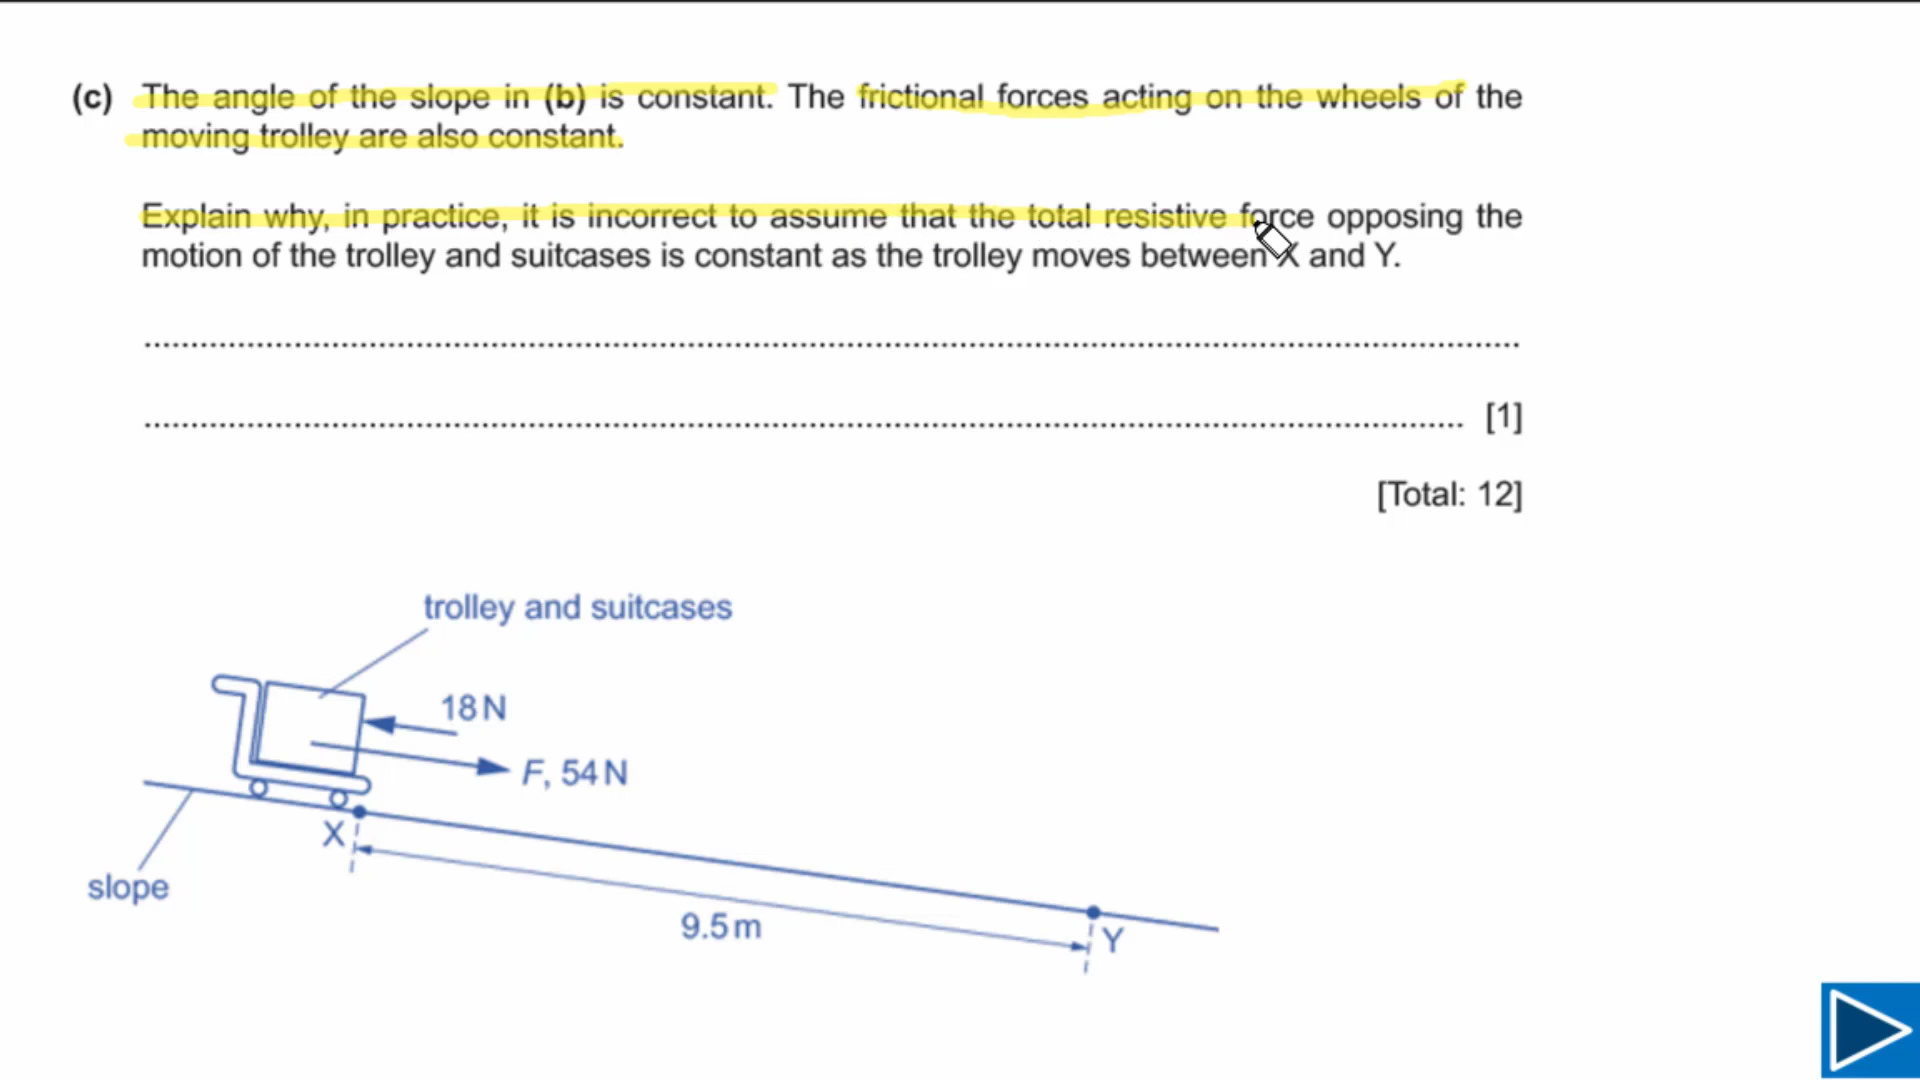 (c) The angle of the slope in (b) is constant. The frictional forces acting on the wheels of the
moving trolley are also constant.
Explain why, in practice, it is incorrect to assume that the total resistive force opposing the
motion of the trolley and suitcases is constant as the trolley moves between X and Y.
[1]
[Total: 12]
trolley and suitcases
18 N
F, 54 N
X
slope
9.5 m
Y